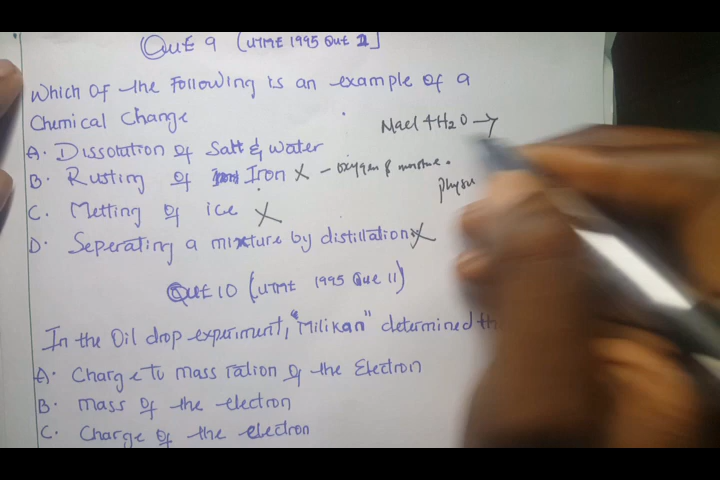 Que 9 (UTME 1995 Que 1]
Which Of the Following is an example of a
Chemical Change
NaCl + H2O →
A. Dissolution of Salt & Water
B. Rusting of Iron X - oxygen & moisture.
C. Melting of ice X
D. Seperating a mixture by distillation X
Que 10 (UTME 1995 Que 11)
In the Oil drop experiment, "Milikan" determined th
A. Charge to mass ration of the Electron
B. mass of the electron
C. Charge of the electron